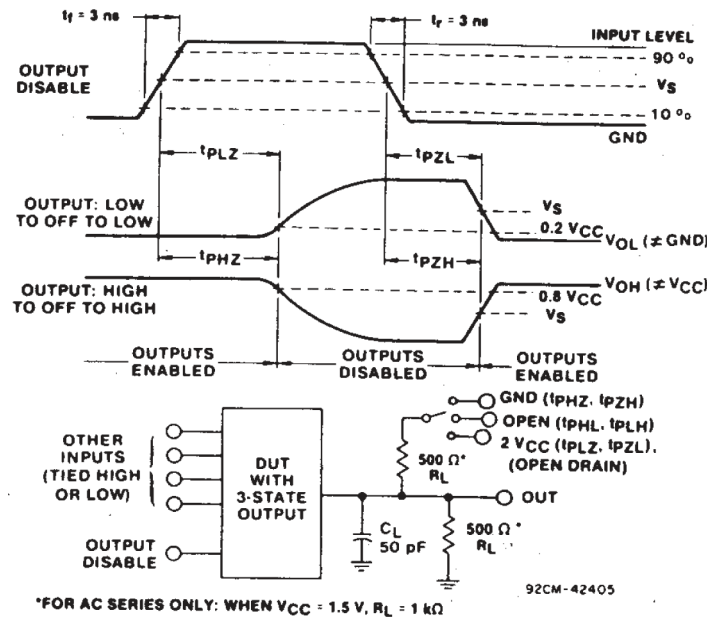 tf = 3 ns
tr = 3 ns
INPUT LEVEL
90 %
OUTPUT
DISABLE
VS
10 %
GND
tPLZ
tPZL
OUTPUT: LOW
TO OFF TO LOW
VS
0.2 VCC
VOL (≠ GND)
tPHZ
tPZH
OUTPUT: HIGH
TO OFF TO HIGH
VOH (≠ VCC)
0.8 VCC
VS
OUTPUTS
ENABLED
OUTPUTS
DISABLED
OUTPUTS
ENABLED
GND (tPHZ, tPZH)
OPEN (tPHL, tPLH)
2 VCC (tPLZ, tPZL),
(OPEN DRAIN)
OTHER
INPUTS
(TIED HIGH
OR LOW)
DUT
WITH
3-STATE
OUTPUT
500 Ω*
RL
OUT
CL
50 pF
500 Ω*
RL
OUTPUT
DISABLE
92CM-42405
*FOR AC SERIES ONLY: WHEN VCC = 1.5 V, RL = 1 kΩ